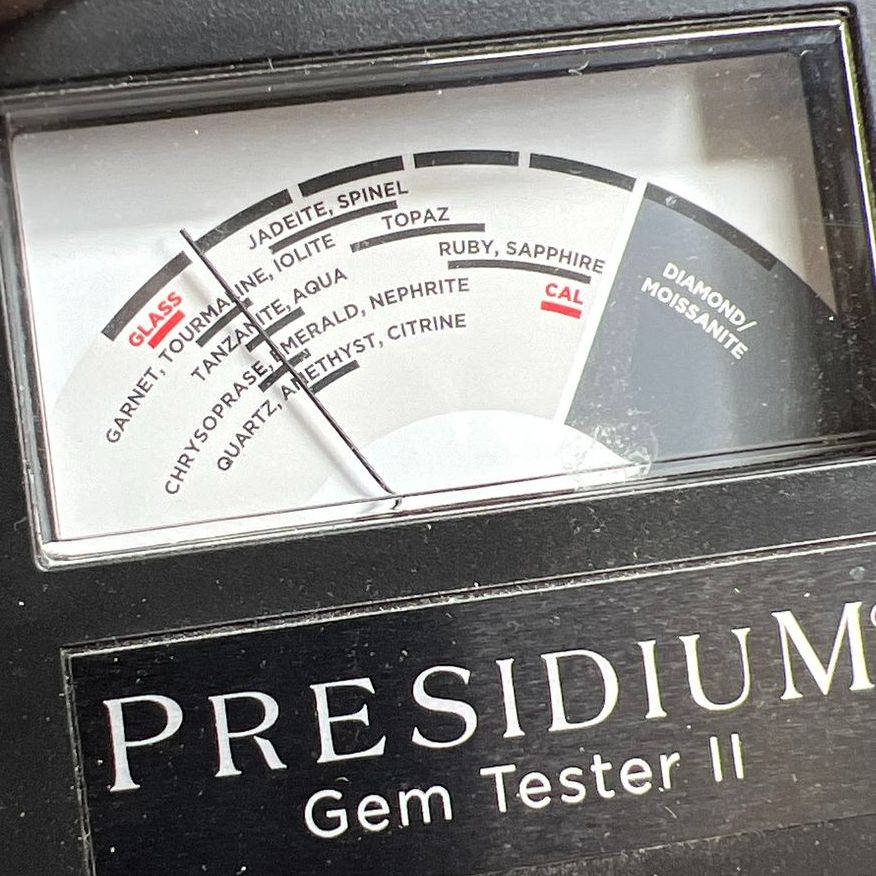 JADEITE, SPINEL
TOPAZ
RUBY, SAPPHIRE
CAL
GLASS
GARNET, TOURMALINE, IOLITE
TANZANITE, AQUA
CHRYSOPRASE, EMERALD, NEPHRITE
QUARTZ, AMETHYST, CITRINE
DIAMOND/
MOISSANITE
PRESIDIUM®
Gem Tester II